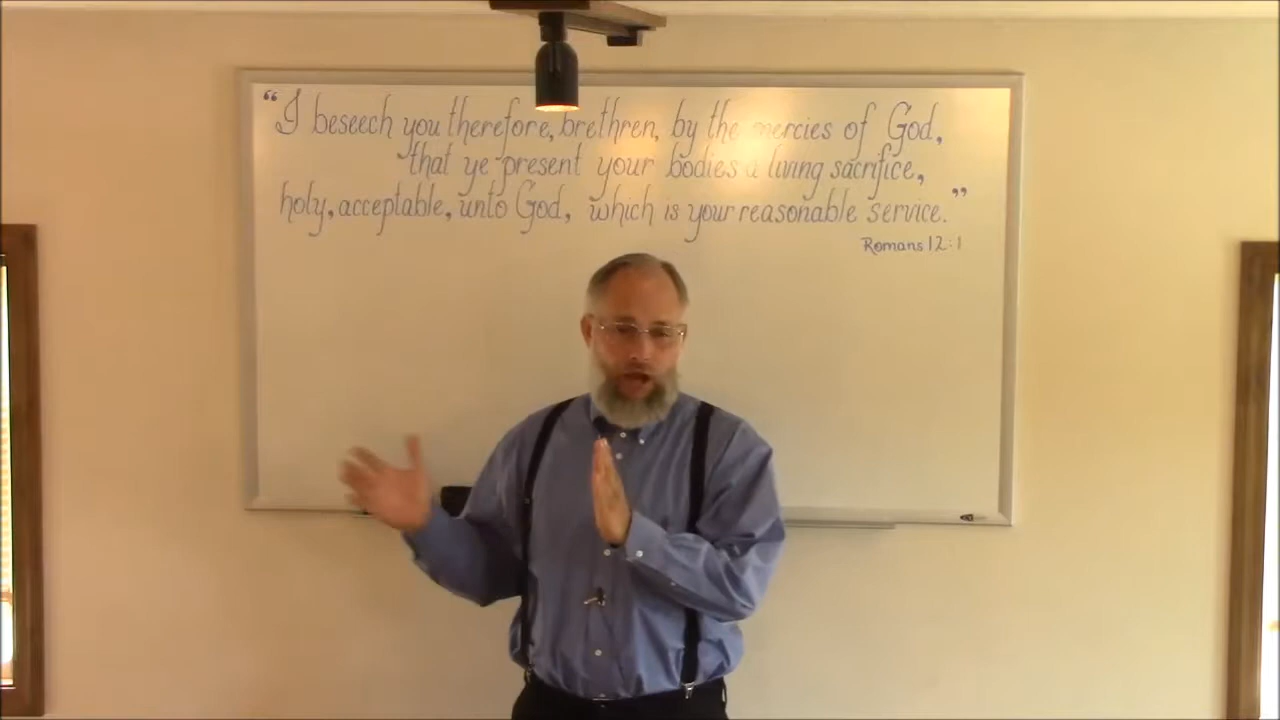 “I beseech you therefore, brethren, by the mercies of God,
that ye present your bodies a living sacrifice,
holy, acceptable, unto God, which is your reasonable service.”
Romans 12:1